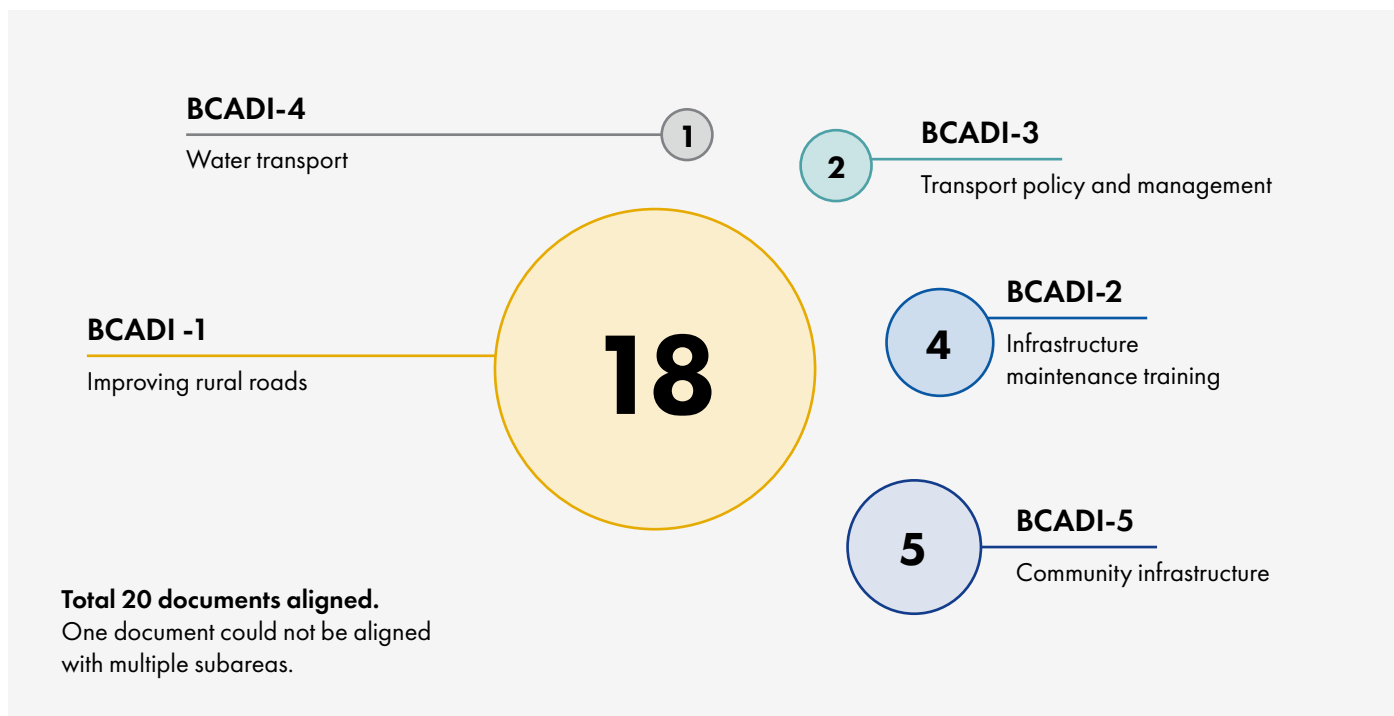 BCADI-4
1
Water transport
BCADI-3
2
Transport policy and management
BCADI -1
18
Improving rural roads
BCADI-2
4
Infrastructure
maintenance training
BCADI-5
5
Community infrastructure
Total 20 documents aligned.
One document could not be aligned
with multiple subareas.